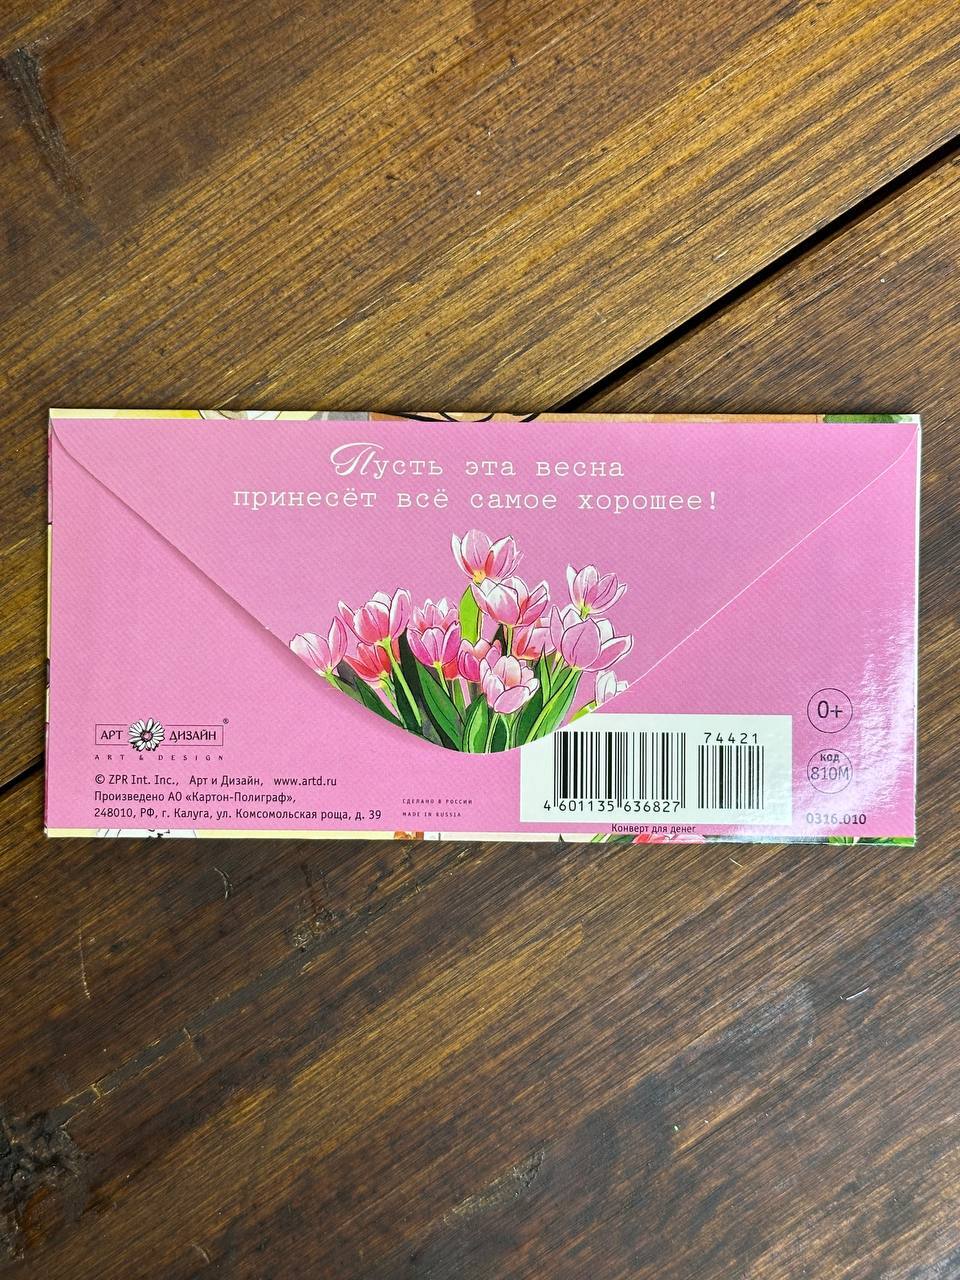 Пусть эта весна
принесёт всё самое хорошее!
АРТ ДИЗАЙН®
ART & DESIGN
© ZPR Int. Inc., Арт и Дизайн, www.artd.ru
Произведено АО «Картон-Полиграф»,
248010, РФ, г. Калуга, ул. Комсомольская роща, д. 39
СДЕЛАНО В РОССИИ
MADE IN RUSSIA
74421
4 601135 636827
Конверт для денег
0+
код
810М
0316.010